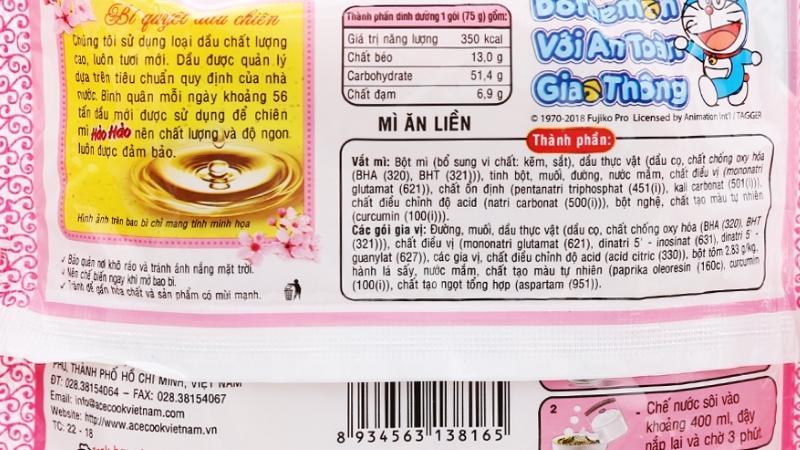 Bí quyết dầu chiên
Chúng tôi sử dụng loại dầu chất lượng
cao, luôn tươi mới. Dầu được quản lý
dựa trên tiêu chuẩn quy định của nhà
nước. Bình quân mỗi ngày khoảng 56
tấn dầu mới được sử dụng để chiên
mì Hảo Hảo nên chất lượng và độ ngon
luôn được đảm bảo.
Hình ảnh trên bao bì chỉ mang tính minh họa
✓ Bảo quản nơi khô ráo và tránh ánh nắng mặt trời.
✓ Nên chế biến ngay khi mở bao bì.
✓ Tránh để gần hóa chất và sản phẩm có mùi mạnh.
Thành phần dinh dưỡng 1 gói (75 g) gồm:
Giá trị năng lượng 350 kcal
Chất béo 13,0 g
Carbohydrate 51,4 g
Chất đạm 6,9 g
MÌ ĂN LIỀN
Doraemon
Với An Toàn
Giao Thông
© 1970-2018 Fujiko Pro Licensed by Animation Int'l / TAGGER
Thành phần:
Vắt mì: Bột mì (bổ sung vi chất: kẽm, sắt), dầu thực vật (dầu cọ, chất chống oxy hóa
(BHA (320), BHT (321))), tinh bột, muối, đường, nước mắm, chất điều vị (mononatri
glutamat (621)), chất ổn định (pentanatri triphosphat (451(i)), kali carbonat (501(i))),
chất điều chỉnh độ acid (natri carbonat (500(i))), bột nghệ, chất tạo màu tự nhiên
(curcumin (100(i))).
Các gói gia vị: Đường, muối, dầu thực vật (dầu cọ, chất chống oxy hóa (BHA (320), BHT
(321))), chất điều vị (mononatri glutamat (621), dinatri 5' - inosinat (631), dinatri 5' -
guanylat (627)), các gia vị, chất điều chỉnh độ acid (acid citric (330)), bột tôm 2,83 g/kg,
hành lá sấy, nước mắm, chất tạo màu tự nhiên (paprika oleoresin (160c), curcumin
(100(i))), chất tạo ngọt tổng hợp (aspartam (951)).
PHÚ, THÀNH PHỐ HỒ CHÍ MINH, VIỆT NAM
ĐT: 028.38154064 – FAX: 028.38154067
Email: info@acecookvietnam.com
Website: http://www.acecookvietnam.vn
TC: 22 - 18
8 934563 138165
2
- Chế nước sôi vào
khoảng 400 ml, đậy
nắp lại và chờ 3 phút.